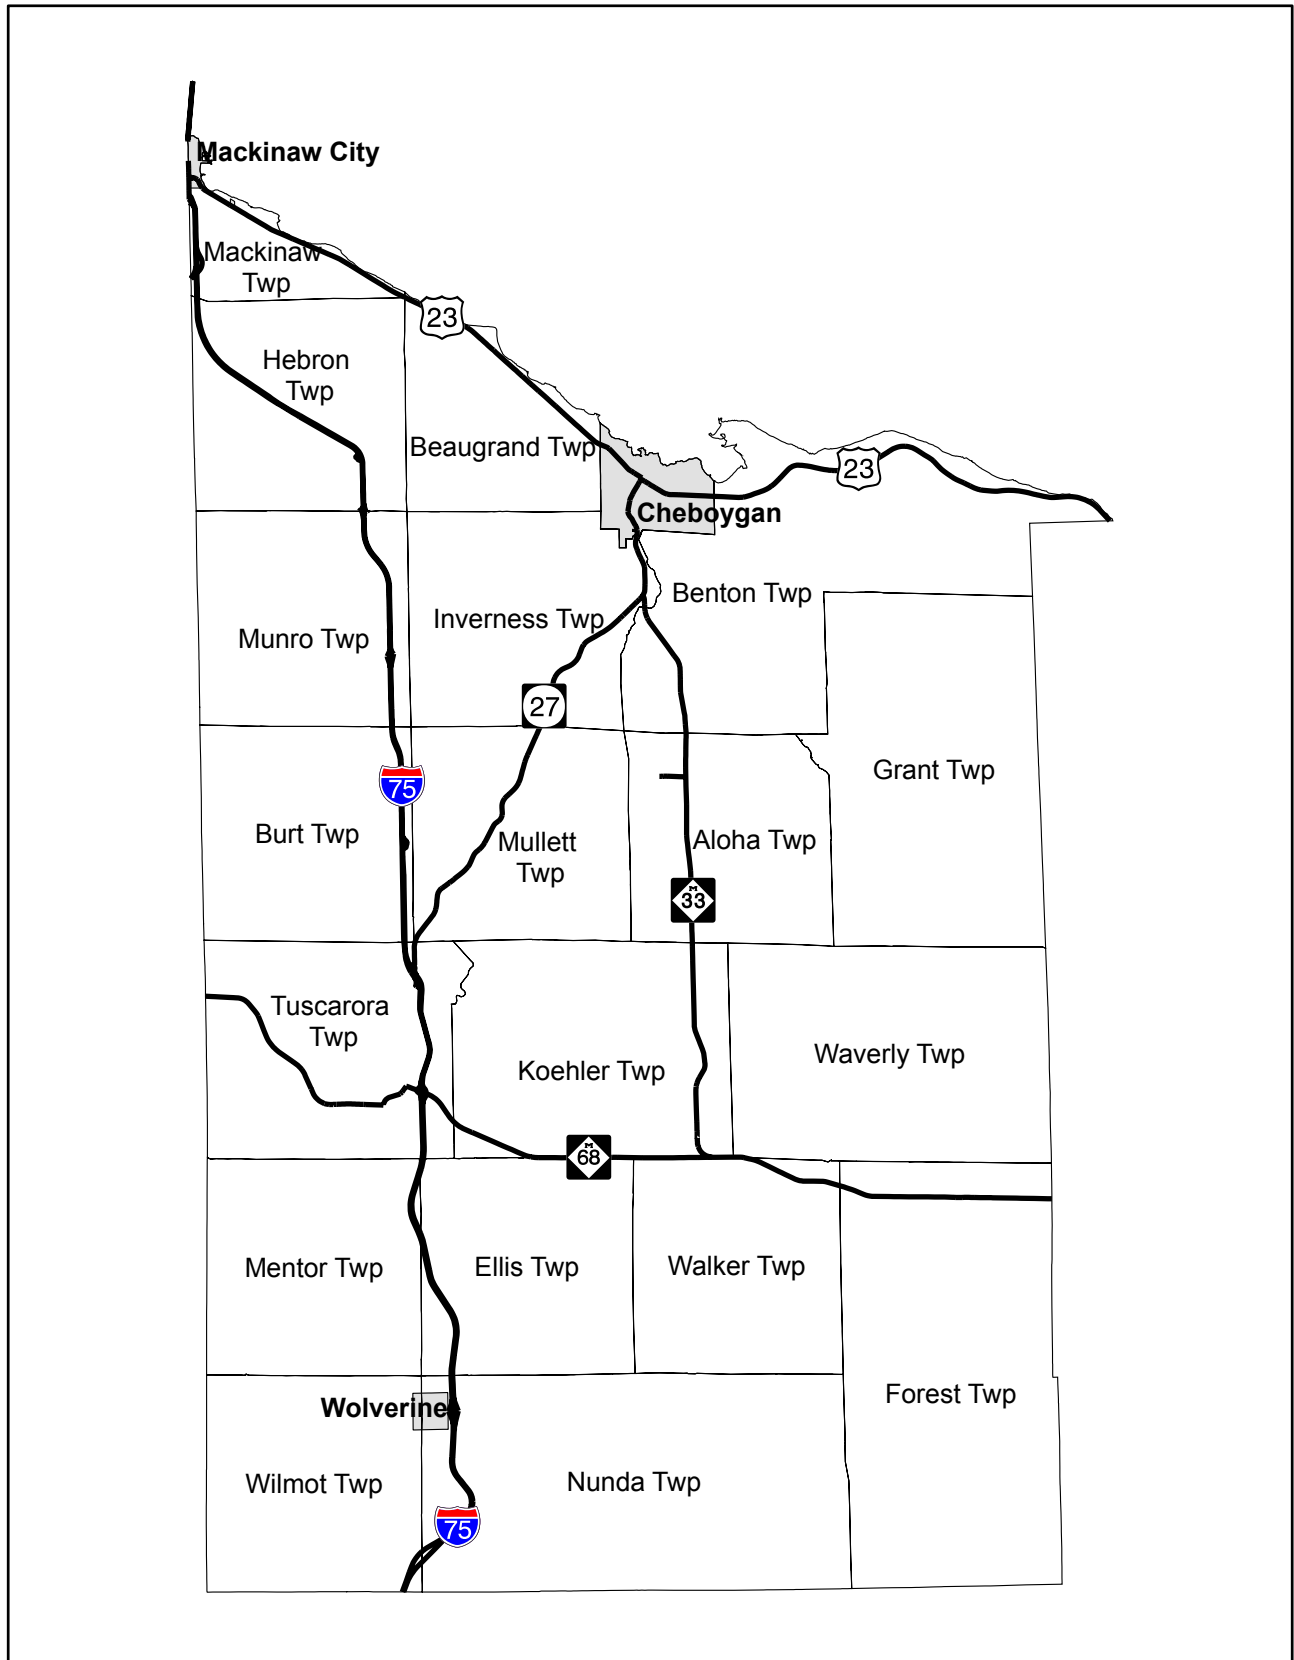 Mackinaw City
Mackinaw
Twp
23
Hebron
Twp
Beaugrand Twp
23
Cheboygan
Benton Twp
Inverness Twp
Munro Twp
27
Grant Twp
75
Burt Twp
Mullett
Twp
Aloha Twp
M
33
Tuscarora
Twp
Waverly Twp
Koehler Twp
M
68
Mentor Twp
Ellis Twp
Walker Twp
Forest Twp
Wolverine
Wilmot Twp
Nunda Twp
75